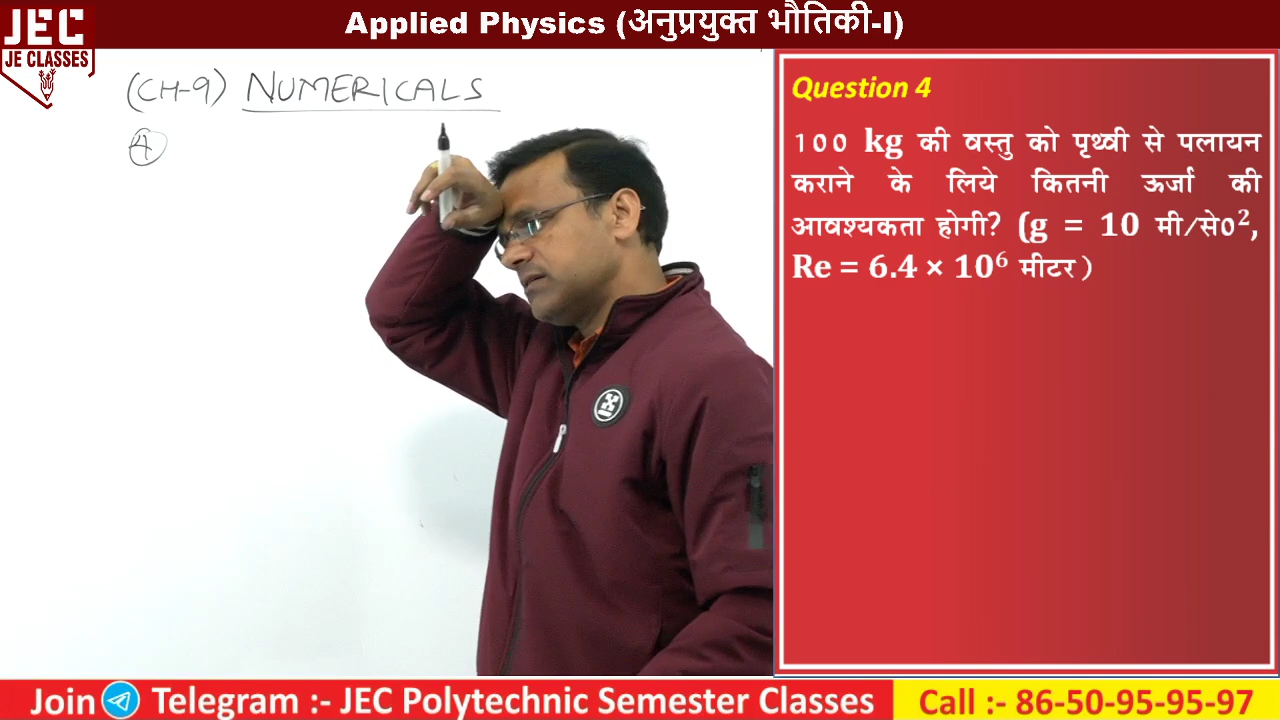 JEC
JE CLASSES
Applied Physics (अनुप्रयुक्त भौतिकी-I)
(CH-9) NUMERICALS
4
Question 4
100 kg की वस्तु को पृथ्वी से पलायन
कराने के लिये कितनी ऊर्जा की
आवश्यकता होगी? (g = 10 मी/से0², 
Re = 6.4 × 10⁶ मीटर)
Join Telegram :- JEC Polytechnic Semester Classes
Call :- 86-50-95-95-97